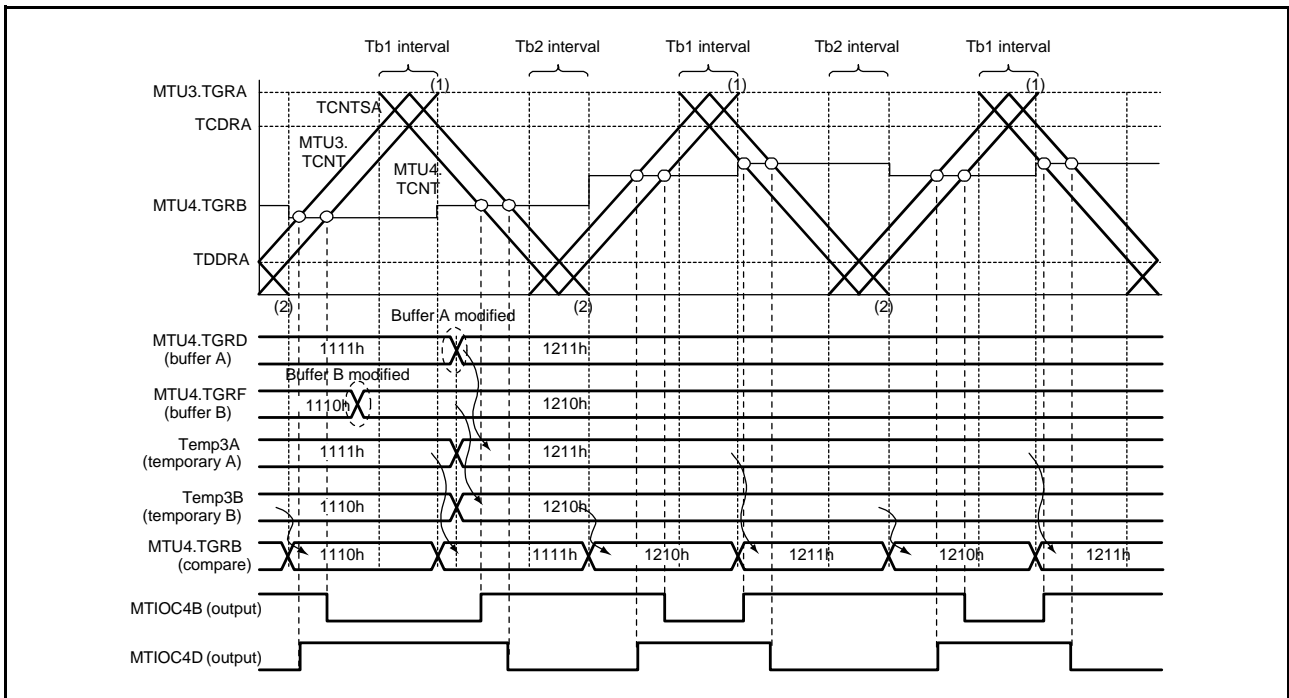 Tb1 interval Tb2 interval Tb1 interval Tb2 interval Tb1 interval
MTU3.TGRA
(1) (1) (1)
TCNTSA
TCDRA
MTU3.
TCNT
MTU4.
TCNT
MTU4.TGRB
TDDRA
(2) (2) (2)
Buffer A modified
MTU4.TGRD
(buffer A)
1111h 1211h
Buffer B modified
MTU4.TGRF
(buffer B)
1110h 1210h
Temp3A
(temporary A)
1111h 1211h
Temp3B
(temporary B)
1110h 1210h
MTU4.TGRB
(compare)
1110h 1111h 1210h 1211h 1210h 1211h
MTIOC4B (output)
MTIOC4D (output)